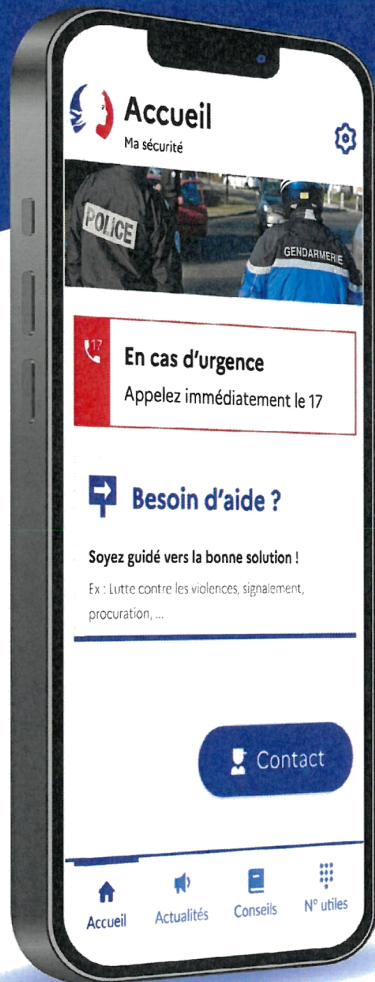 Accueil
Ma sécurité
POLICE
GENDARMERIE
17
En cas d'urgence
Appelez immédiatement le 17
Besoin d'aide ?
Soyez guidé vers la bonne solution !
Ex : Lutte contre les violences, signalement,
procuration, ...
Contact
Accueil
Actualités
Conseils
N° utiles